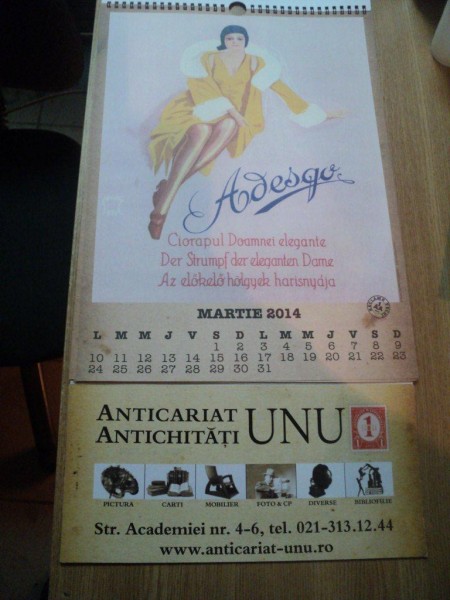 Adesgo
Ciorapul Doamnei elegante
Der Strumpf der eleganten Dame
Az előkelő hölgyek harisnyája
MARTIE 2014
L M M J V S D L M M J V S D
1 2 3 4 5 6 7 8 9
10 11 12 13 14 15 16 17 18 19 20 21 22 23
24 25 26 27 28 29 30 31
ANTICARIAT
ANTICHITĂȚI
UNU
1
PICTURA CARTI MOBILIER FOTO & CP DIVERSE BIBLIOFILIE
Str. Academiei nr. 4-6, tel. 021-313.12.44
www.anticariat-unu.ro